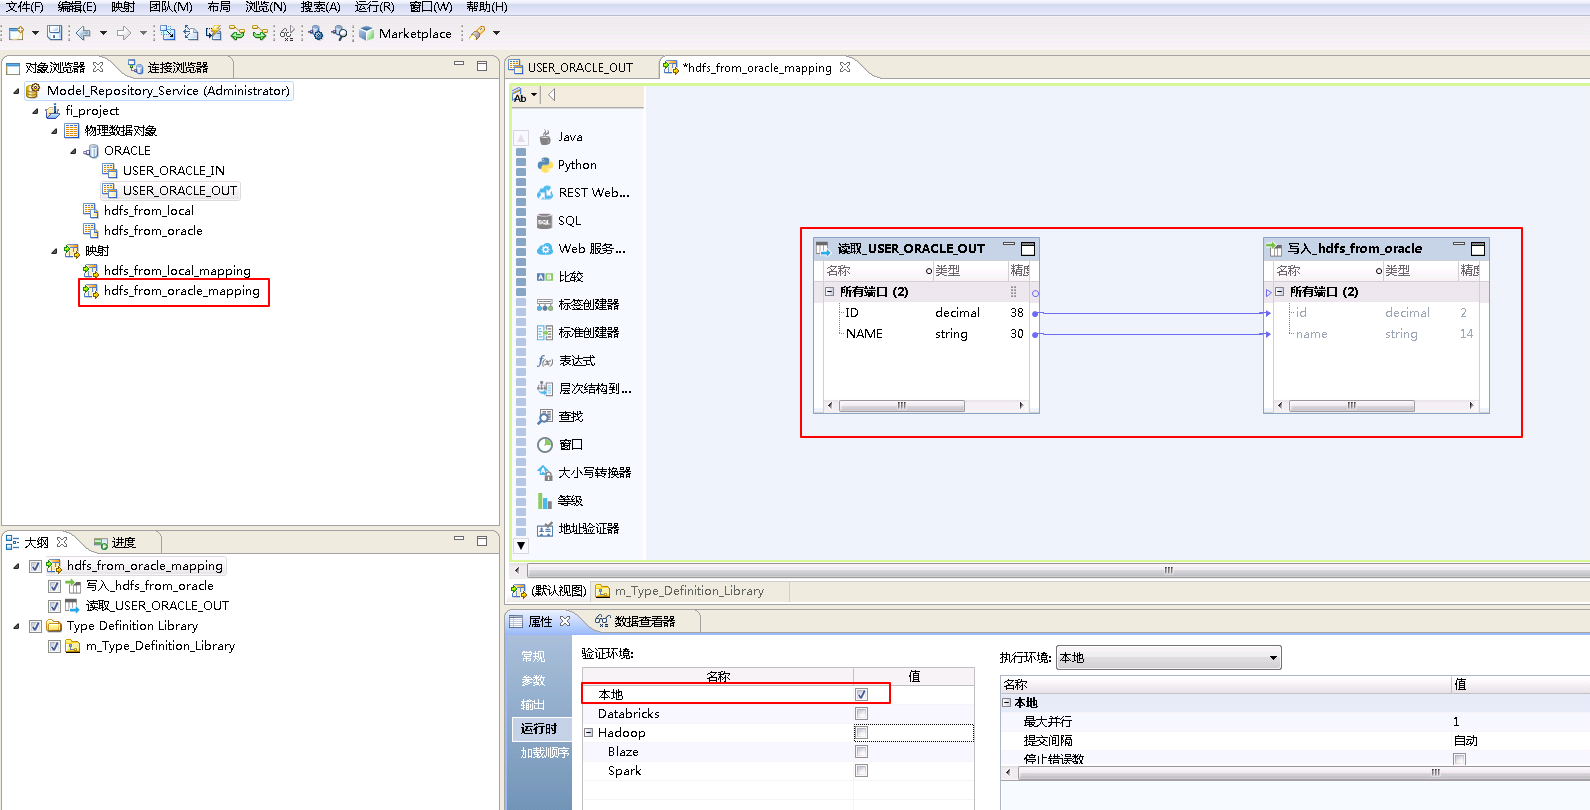 文件(F) 编辑(E) 映射 团队(M) 布局 Administrator 浏览(N) 搜索(A) 运行(R) 窗口(W) 帮助(H)
Marketplace
对象浏览器 连接浏览器
Model_Repository_Service (Administrator)
fi_project
物理数据对象
ORACLE
USER_ORACLE_IN
USER_ORACLE_OUT
hdfs_from_local
hdfs_from_oracle
映射
hdfs_from_local_mapping
hdfs_from_oracle_mapping
大纲 进度
hdfs_from_oracle_mapping
写入_hdfs_from_oracle
读取_USER_ORACLE_OUT
Type Definition Library
m_Type_Definition_Library
USER_ORACLE_OUT *hdfs_from_oracle_mapping
Ab
Java
Python
REST Web...
SQL
Web 服务...
比较
标签创建器
标准创建器
表达式
层次结构到...
查找
窗口
大小写转换器
等级
地址验证器
读取_USER_ORACLE_OUT
名称 类型 精度
所有端口 (2)
ID decimal 38
NAME string 30
写入_hdfs_from_oracle
名称 类型 精度
所有端口 (2)
id decimal 2
name string 14
(默认视图) m_Type_Definition_Library
属性 数据查看器
常规
参数
输出
运行时
加载顺序
验证环境:
名称 值
本地
Databricks
Hadoop
Blaze
Spark
执行环境: 本地
名称 值
本地
最大并行 1
提交间隔 自动
停止错误数